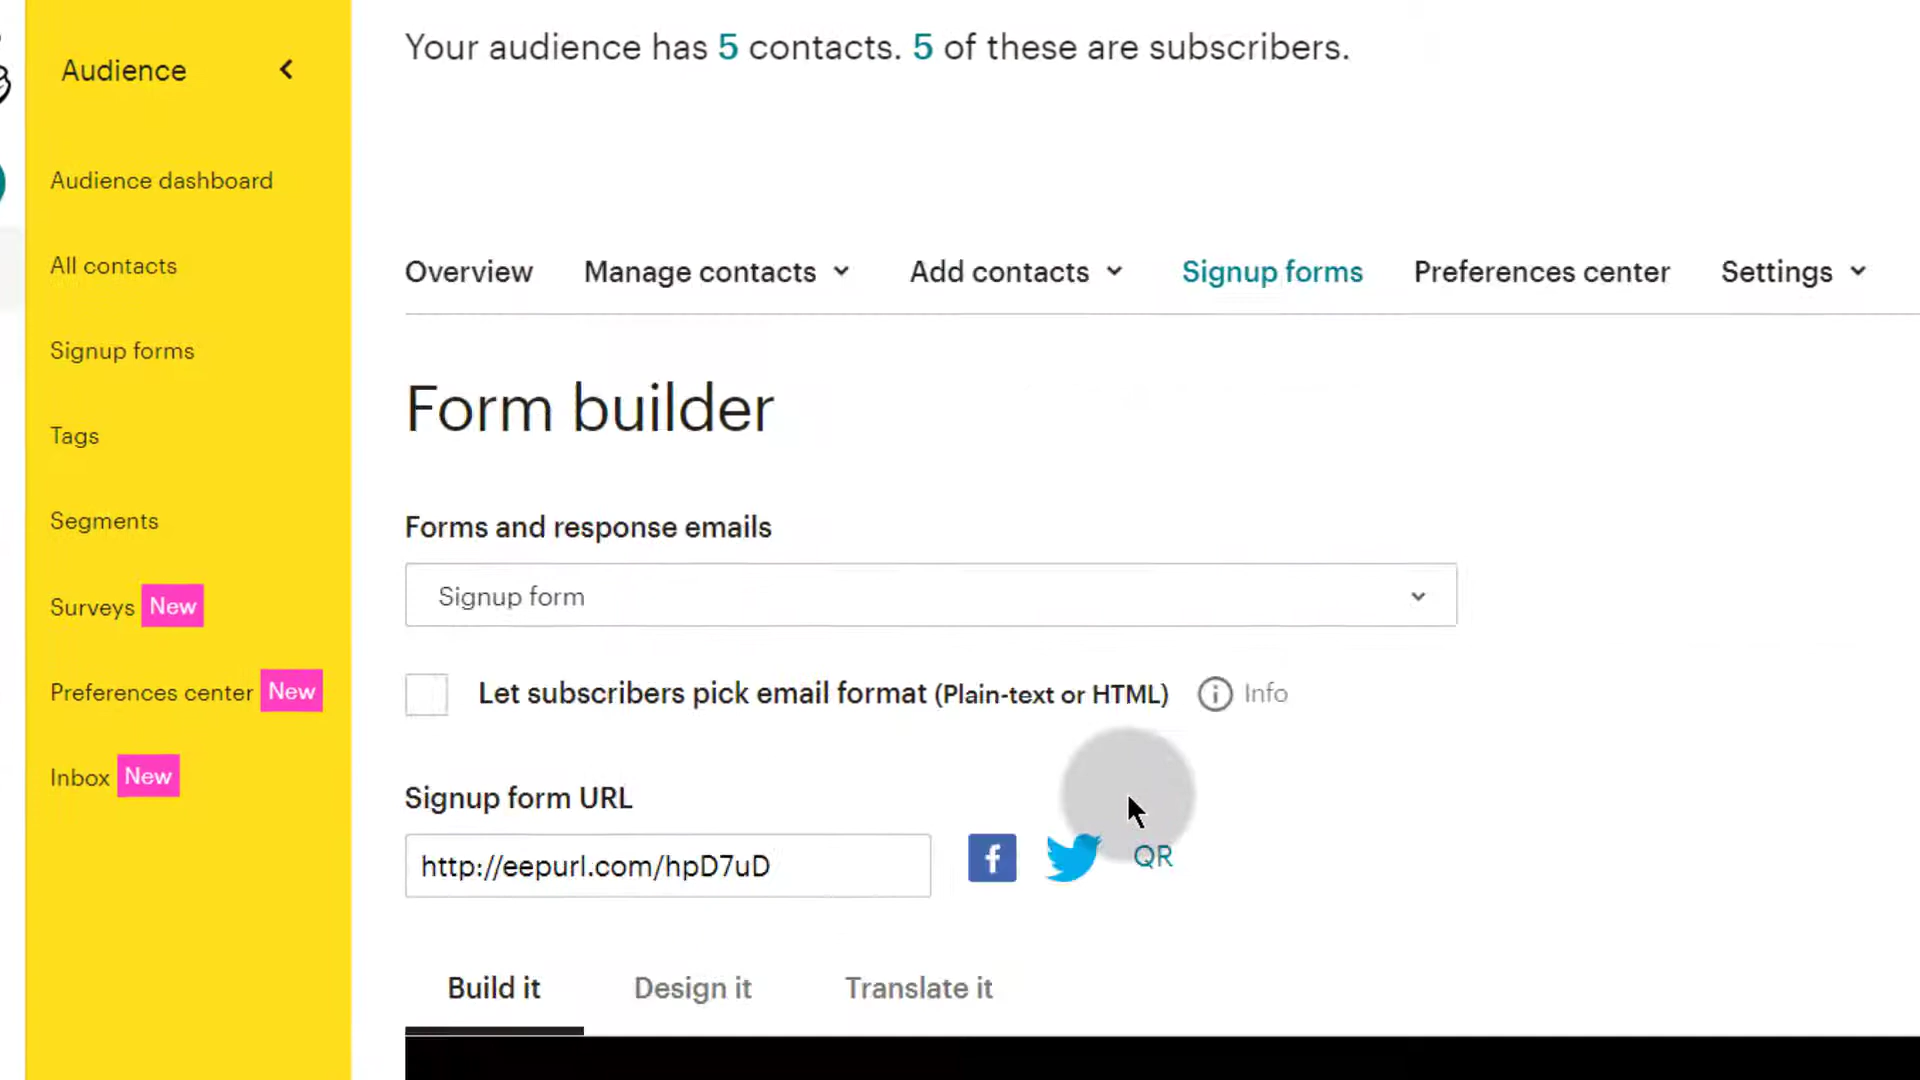 Your audience has 5 contacts. 5 of these are subscribers.
Audience
Audience dashboard
All contacts
Signup forms
Tags
Segments
Surveys New
Preferences center New
Inbox New
Overview Manage contacts Add contacts Signup forms Preferences center Settings
Form builder
Forms and response emails
Signup form
Let subscribers pick email format (Plain-text or HTML) Info
Signup form URL
http://eepurl.com/hpD7uD
f QR
Build it Design it Translate it